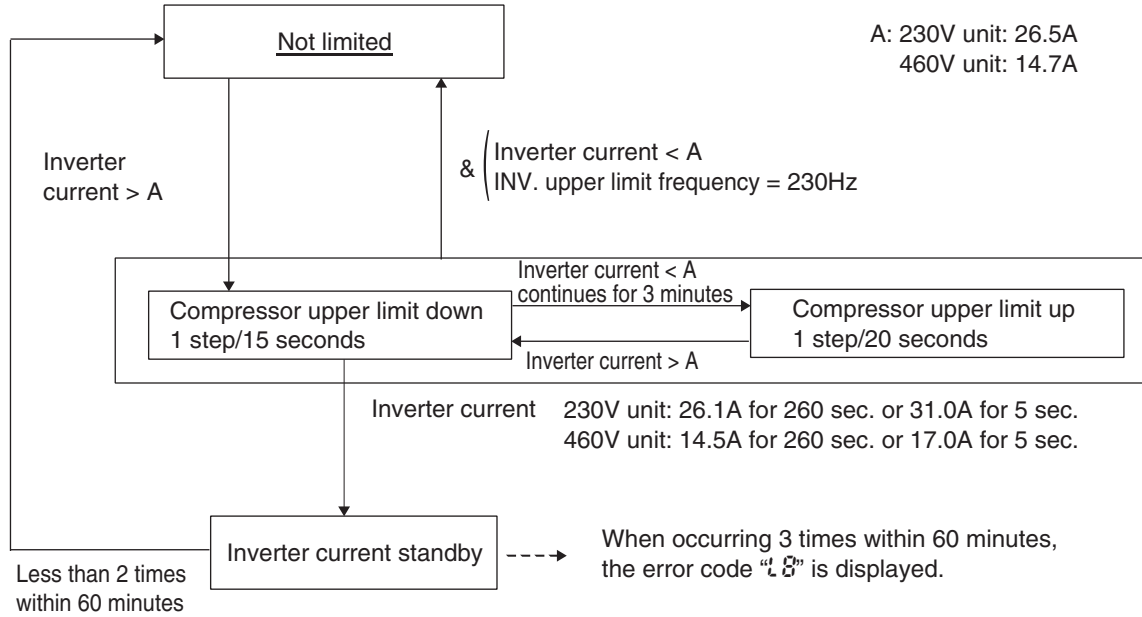 Not limited
A: 230V unit: 26.5A
460V unit: 14.7A
Inverter
current > A
& Inverter current < A
INV. upper limit frequency = 230Hz
Inverter current < A
continues for 3 minutes
Compressor upper limit down
1 step/15 seconds
Compressor upper limit up
1 step/20 seconds
Inverter current > A
Inverter current 230V unit: 26.1A for 260 sec. or 31.0A for 5 sec.
460V unit: 14.5A for 260 sec. or 17.0A for 5 sec.
Inverter current standby
When occurring 3 times within 60 minutes,
the error code “L8” is displayed.
Less than 2 times
within 60 minutes